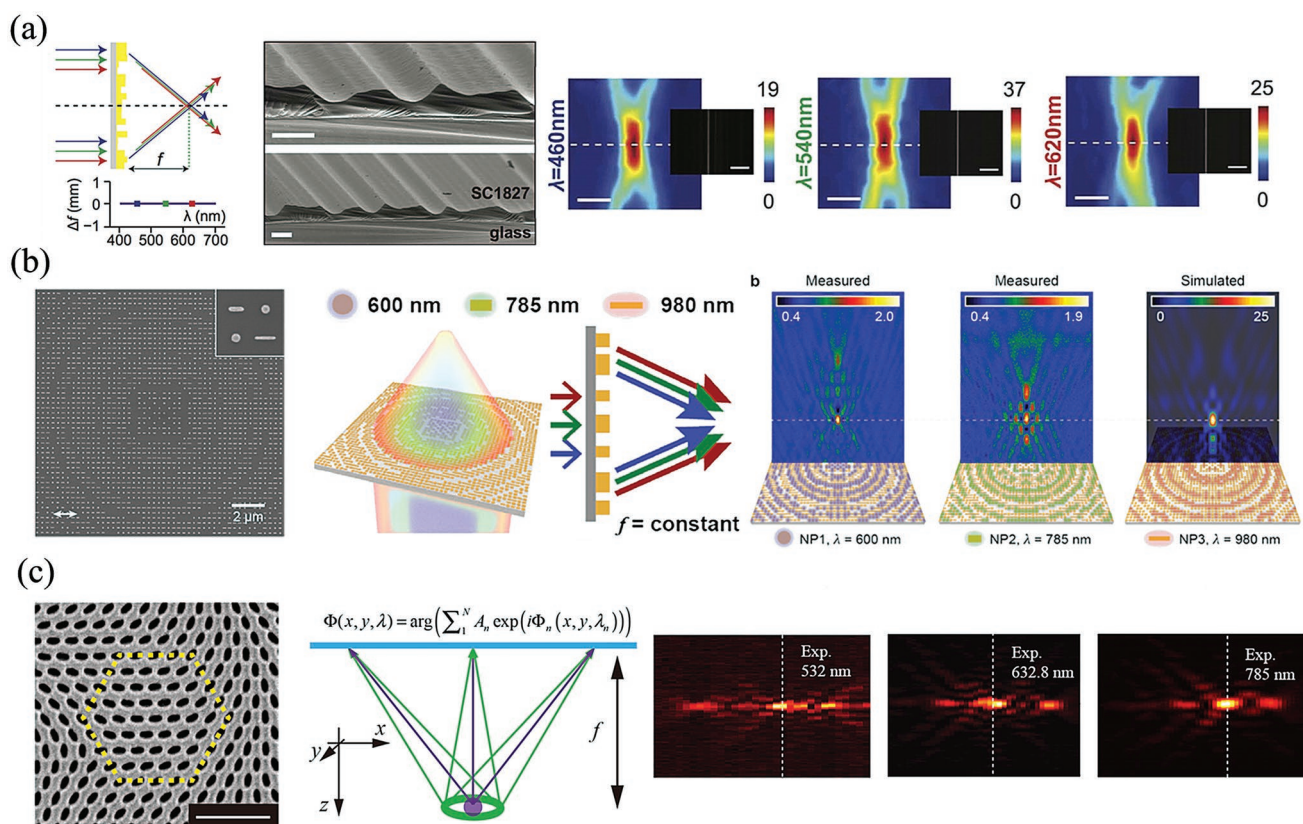 (a)
f
Δf (mm)
1
0
−1
λ (nm)
400 500 600 700
SC1827
glass
λ=460nm
19
0
λ=540nm
37
0
λ=620nm
25
0
(b)
2 μm
600 nm 785 nm 980 nm
f = constant
b
Measured
0.4 2.0
Measured
0.4 1.9
Simulated
0 25
NP1, λ = 600 nm
NP2, λ = 785 nm
NP3, λ = 980 nm
(c)
Φ(x, y, λ) = arg(∑₁ᴺ Aₙ exp(iΦₙ(x, y, λₙ)))
x
y
z
f
Exp.
532 nm
Exp.
632.8 nm
Exp.
785 nm